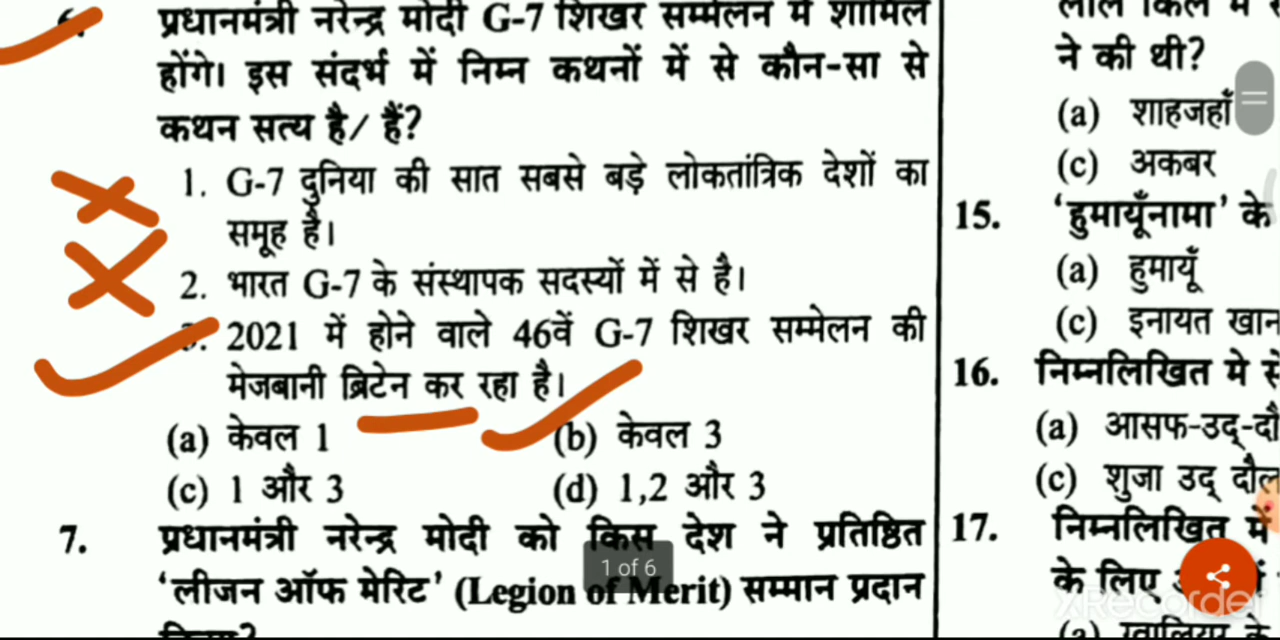 प्रधानमंत्री नरेन्द्र मोदी G-7 शिखर सम्मेलन में शामिल
होंगे। इस संदर्भ में निम्न कथनों में से कौन-सा से
कथन सत्य है/ हैं?
1. G-7 दुनिया की सात सबसे बड़े लोकतांत्रिक देशों का
समूह है।
2. भारत G-7 के संस्थापक सदस्यों में से है।
3. 2021 में होने वाले 46वें G-7 शिखर सम्मेलन की
मेजबानी ब्रिटेन कर रहा है।
(a) केवल 1 (b) केवल 3
(c) 1 और 3 (d) 1,2 और 3
7. प्रधानमंत्री नरेन्द्र मोदी को किस देश ने प्रतिष्ठित
‘लीजन ऑफ मेरिट’ (Legion of Merit) सम्मान प्रदान
लाल किले में
ने की थी?
(a) शाहजहाँ
(c) अकबर
15. ‘हुमायूँनामा’ के
(a) हुमायूँ
(c) इनायत खान
16. निम्नलिखित मे से
(a) आसफ-उद्-दौ
(c) शुजा उद् दौल
17. निम्नलिखित में
के लिए
(a) ग्वालियर के
1 of 6
XRecorder